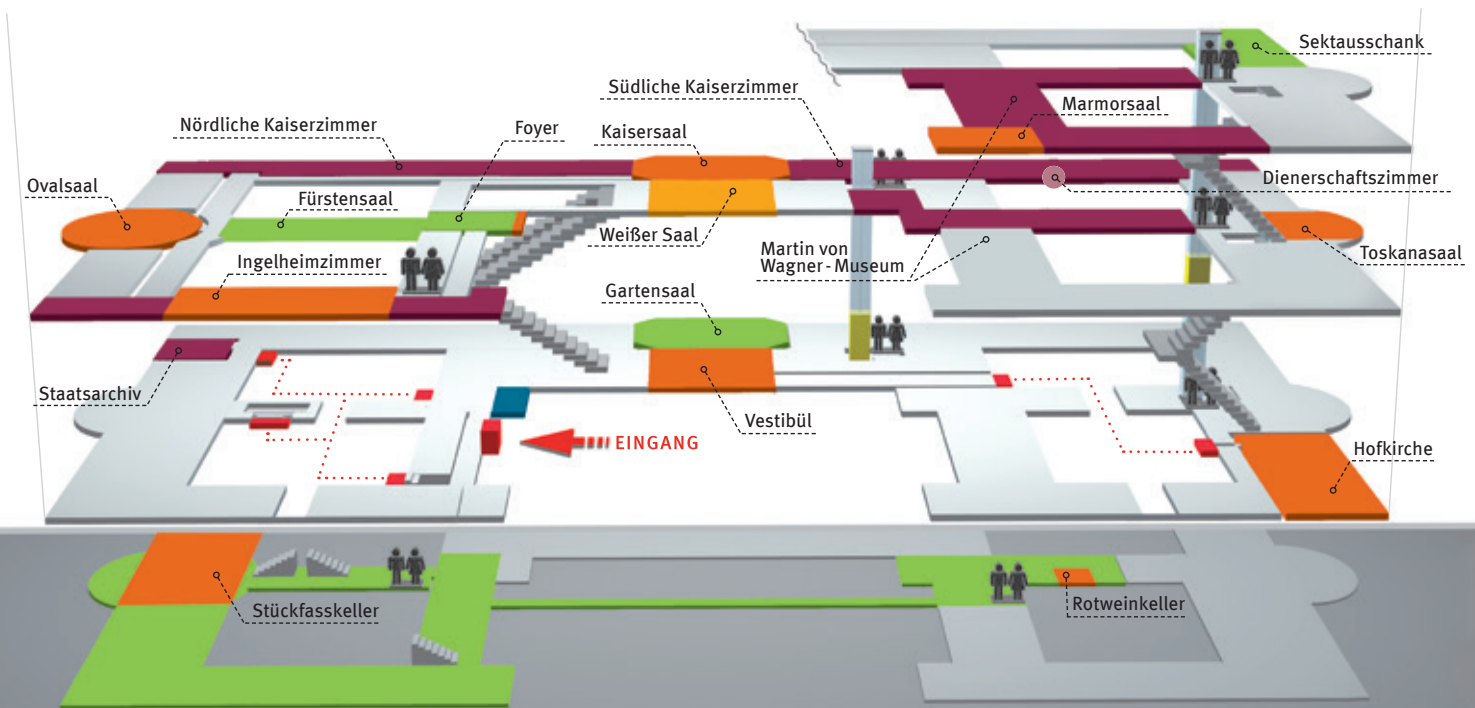 Sektausschank
Südliche Kaiserzimmer
Marmorsaal
Nördliche Kaiserzimmer
Foyer
Kaisersaal
Ovalsaal
Dienerschaftszimmer
Fürstensaal
Weißer Saal
Martin von
Wagner-Museum
Toskanasaal
Ingelheimzimmer
Gartensaal
Staatsarchiv
Vestibül
EINGANG
Hofkirche
Stückfasskeller
Rotweinkeller